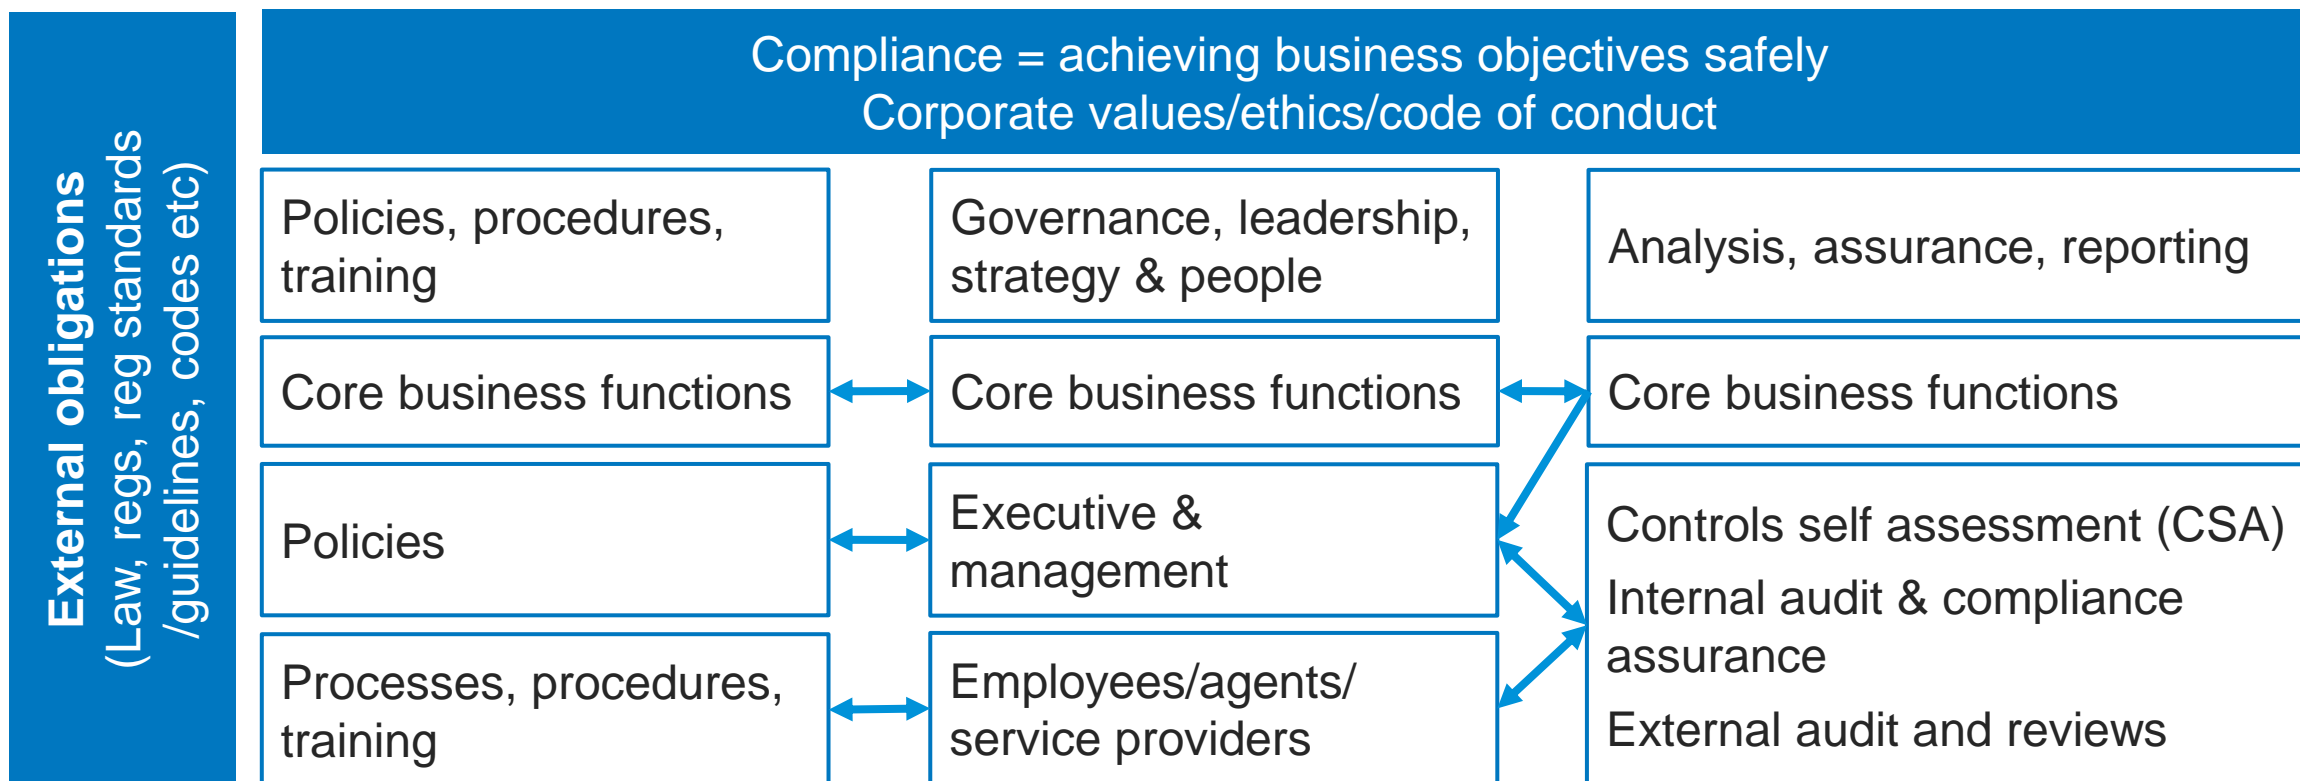 External obligations
(Law, regs, reg standards
/guidelines, codes etc)
Compliance = achieving business objectives safely
Corporate values/ethics/code of conduct
Policies, procedures,
training
Governance, leadership,
strategy & people
Analysis, assurance, reporting
Core business functions
Core business functions
Core business functions
Policies
Executive &
management
Controls self assessment (CSA)
Internal audit & compliance
assurance
External audit and reviews
Processes, procedures,
training
Employees/agents/
service providers